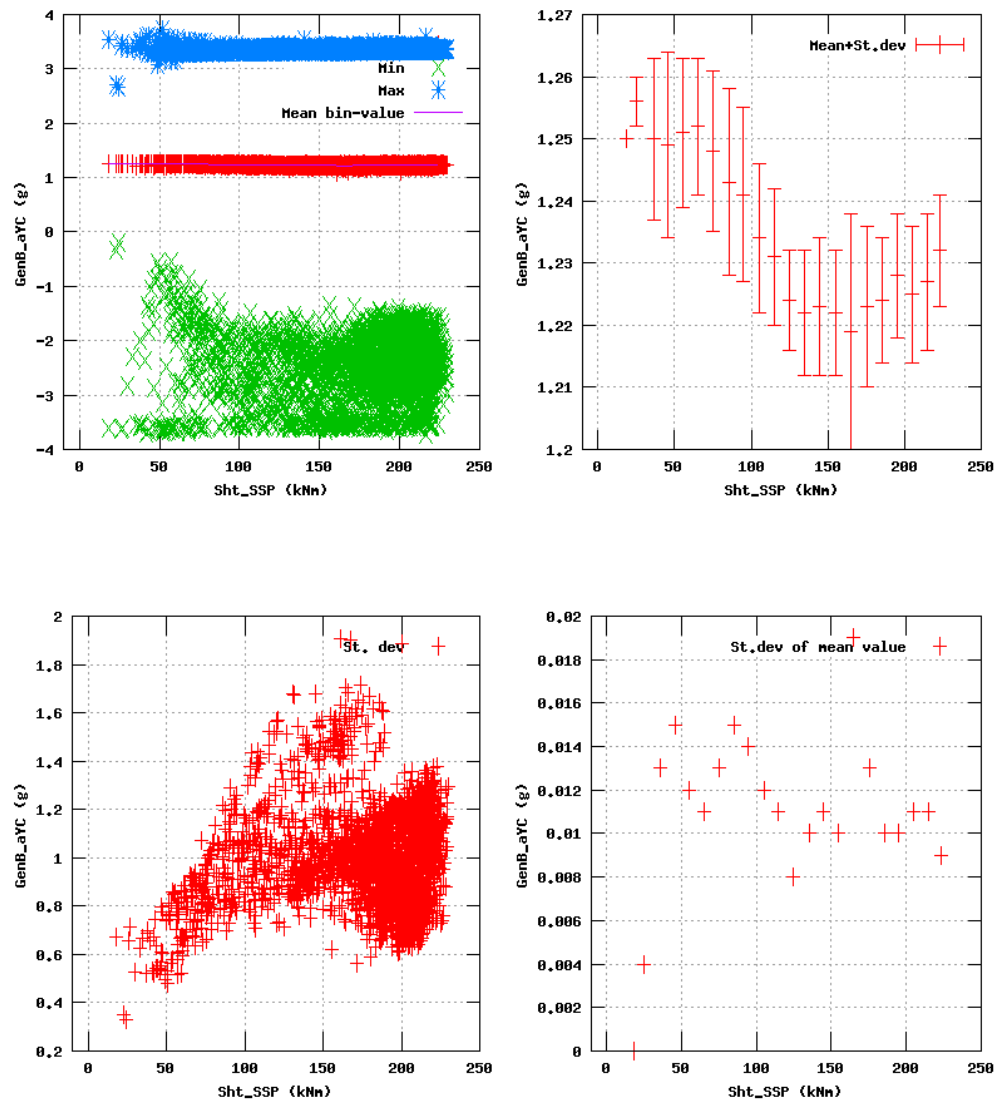 4
3
2
1
0
-1
-2
-3
-4
GenB_aYC (g)
Min
Max
Mean bin-value
0 50 100 150 200 250
Sht_SSP (kNm)
1.27
1.26
1.25
1.24
1.23
1.22
1.21
1.2
GenB_aYC (g)
Mean+St.dev
0 50 100 150 200 250
Sht_SSP (kNm)
2
1.8
1.6
1.4
1.2
1
0.8
0.6
0.4
0.2
GenB_aYC (g)
St. dev
0 50 100 150 200 250
Sht_SSP (kNm)
0.02
0.018
0.016
0.014
0.012
0.01
0.008
0.006
0.004
0.002
0
GenB_aYC (g)
St.dev of mean value
0 50 100 150 200 250
Sht_SSP (kNm)